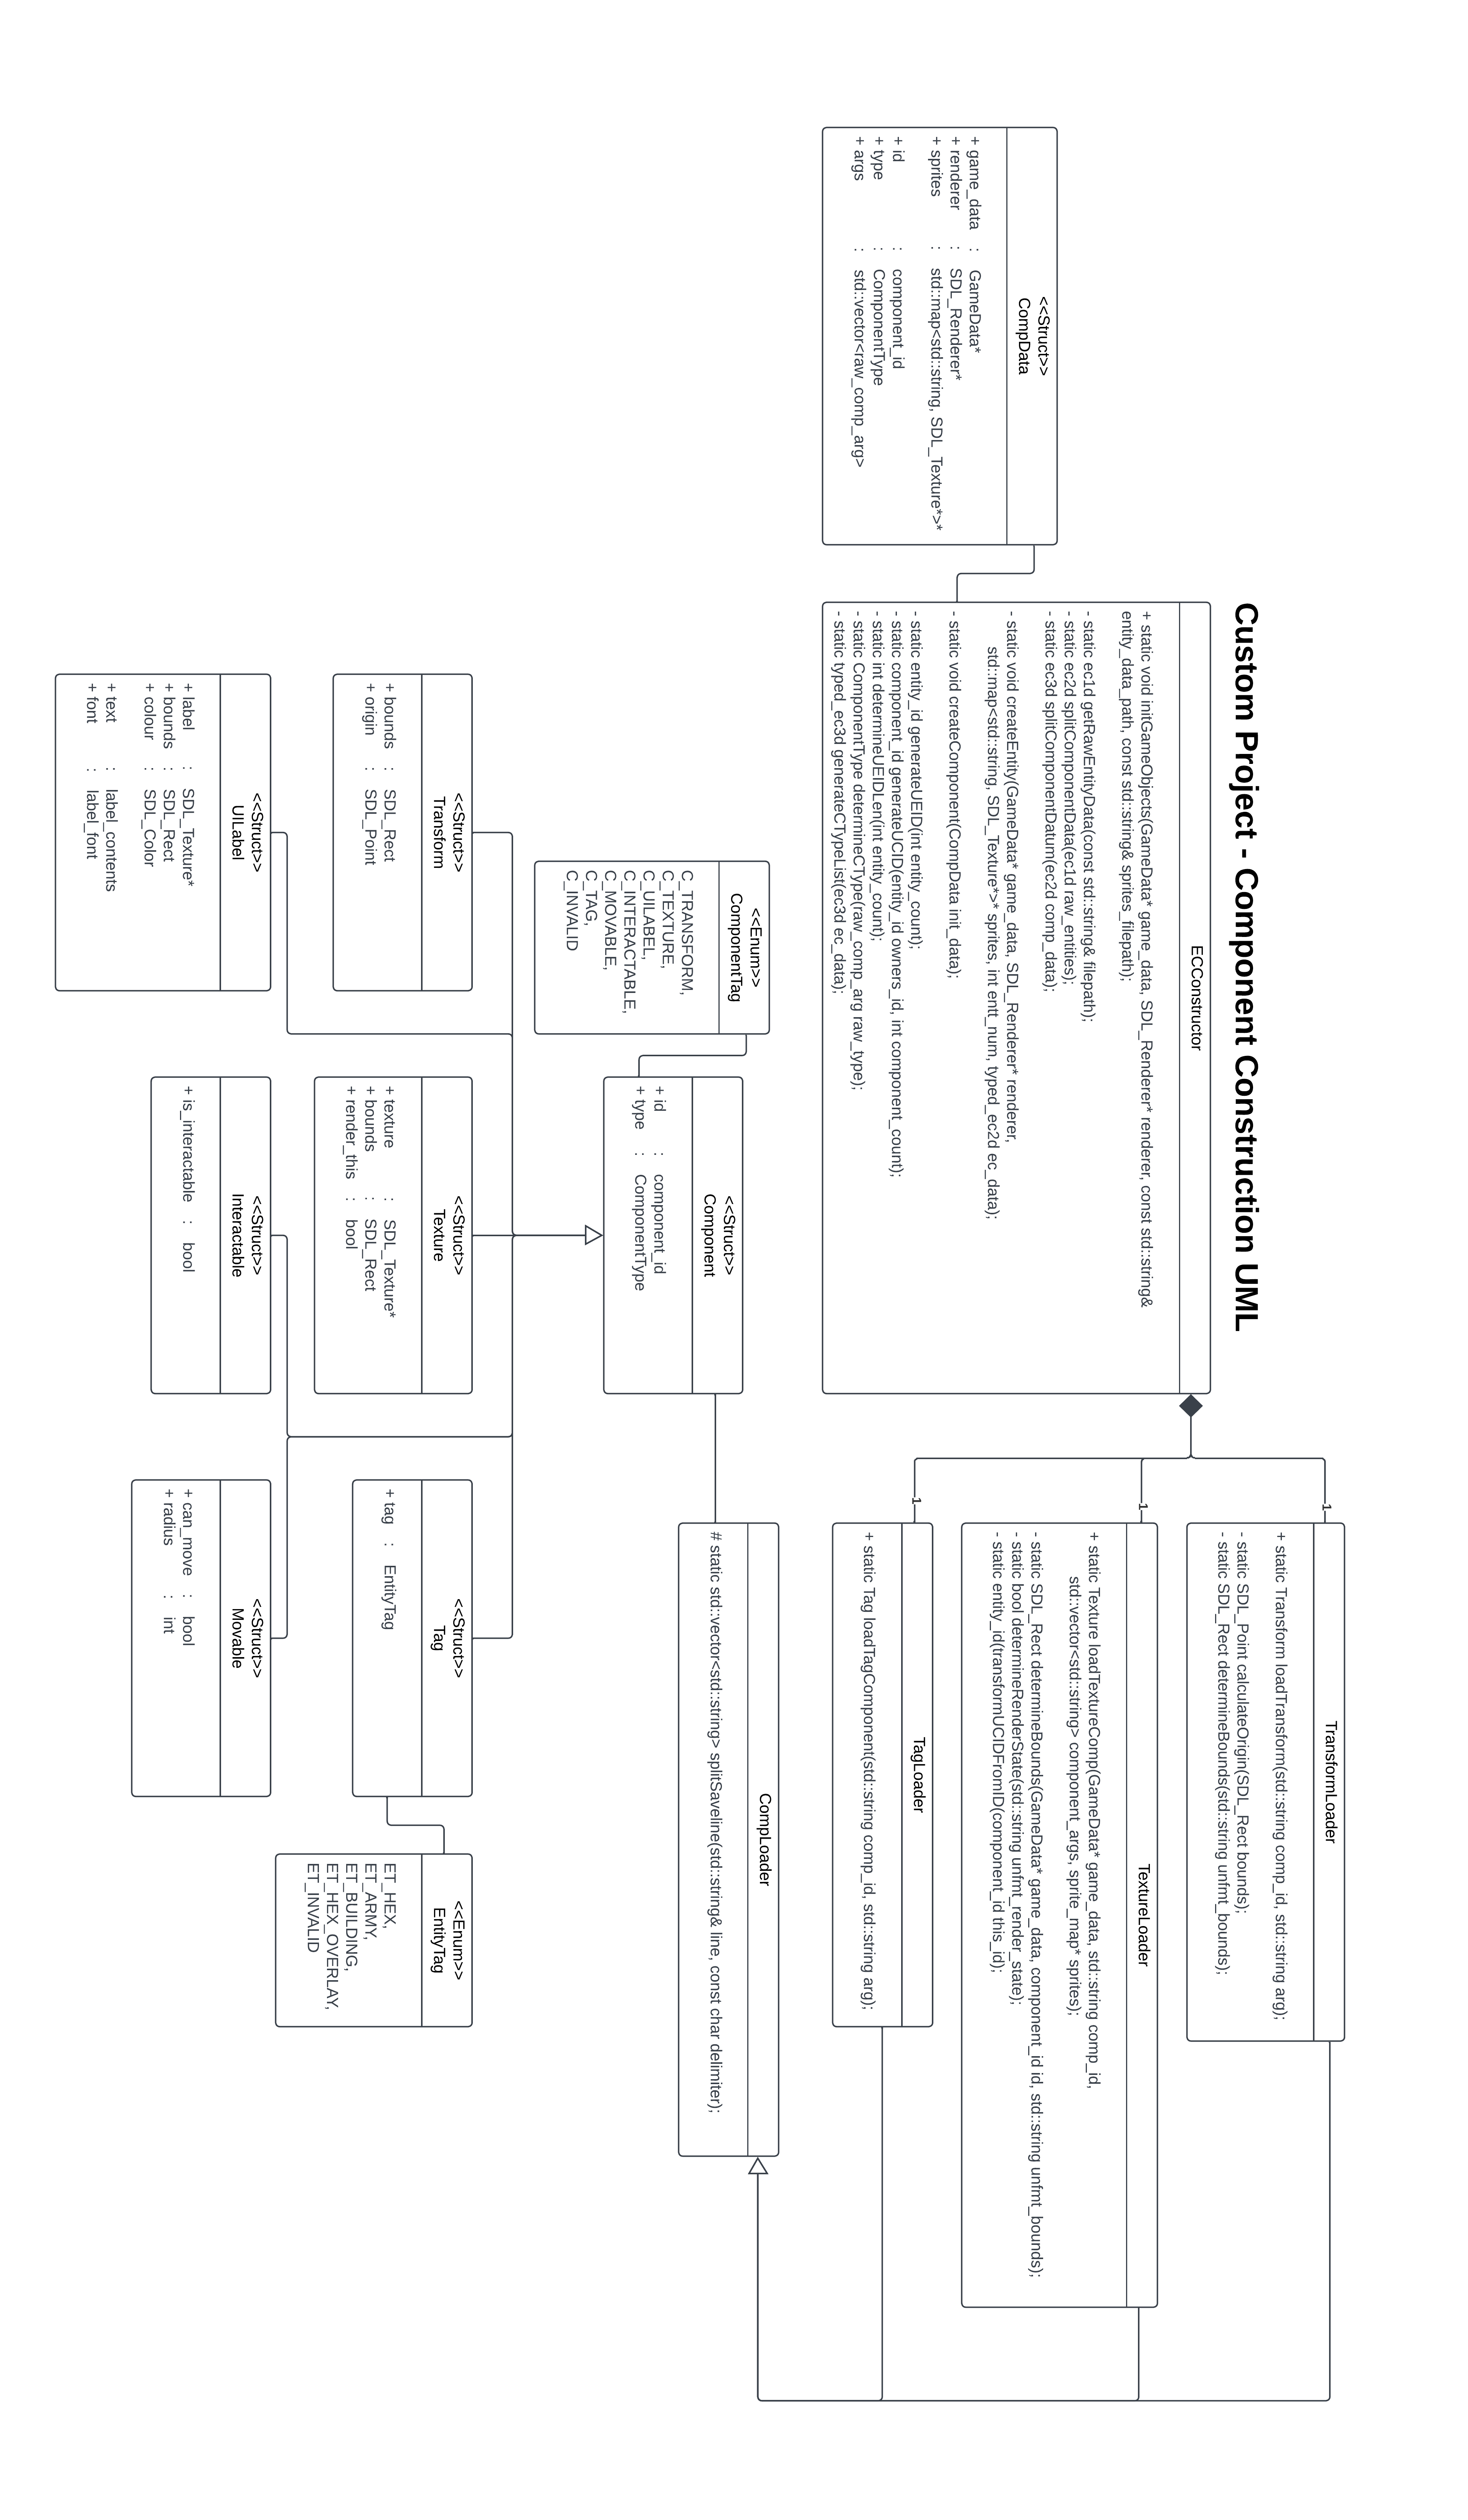 Custom Project - Component Construction UML
<<Struct>>
CompData
+ game_data : GameData*
+ renderer : SDL_Renderer*
+ sprites : std::map<std::string, SDL_Texture*>*
+ id : component_id
+ type : ComponentType
+ args : std::vector<raw_comp_arg>
ECConstructor
+ static void initGameObjects(GameData* game_data, SDL_Renderer* renderer, const std::string&
entity_data_path, const std::string& sprites_filepath);
- static ec1d getRawEntityData(const std::string& filepath);
- static ec2d splitComponentData(ec1d raw_entities);
- static ec3d splitComponentDatum(ec2d comp_data);
- static void createEntity(GameData* game_data, SDL_Renderer* renderer,
std::map<std::string, SDL_Texture*>* sprites, int entt_num, typed_ec2d ec_data);
- static void createComponent(CompData init_data);
- static entity_id generateUEID(int entity_count);
- static component_id generateUCID(entity_id owners_id, int component_count);
- static int determineUEIDLen(int entity_count);
- static ComponentType determineCType(raw_comp_arg raw_type);
- static typed_ec3d generateCTypeList(ec3d ec_data);
1
1
1
TransformLoader
+ static Transform loadTransform(std::string comp_id, std::string arg);
- static SDL_Point calculateOrigin(SDL_Rect bounds);
- static SDL_Rect determineBounds(std::string unfmt_bounds);
TextureLoader
+ static Texture loadTextureComp(GameData* game_data, std::string comp_id,
std::vector<std::string> component_args, sprite_map* sprites);
- static SDL_Rect determineBounds(GameData* game_data, component_id id, std::string unfmt_bounds);
- static bool determineRenderState(std::string unfmt_render_state);
- static entity_id(transformUCIDFromID(component_id this_id);
TagLoader
+ static Tag loadTagComponent(std::string comp_id, std::string arg);
CompLoader
# static std::vector<std::string> splitSaveline(std::string& line, const char delimiter);
<<Enum>>
ComponentTag
C_TRANSFORM,
C_TEXTURE,
C_UILABEL,
C_INTERACTABLE,
C_MOVABLE,
C_TAG,
C_INVALID
<<Struct>>
Component
+ id : component_id
+ type : ComponentType
<<Struct>>
Transform
+ bounds : SDL_Rect
+ origin : SDL_Point
<<Struct>>
Texture
+ texture : SDL_Texture*
+ bounds : SDL_Rect
+ render_this : bool
<<Struct>>
Tag
+ tag : EntityTag
<<Enum>>
EntityTag
ET_HEX,
ET_ARMY,
ET_BUILDING,
ET_HEX_OVERLAY,
ET_INVALID
<<Struct>>
UILabel
+ label : SDL_Texture*
+ bounds : SDL_Rect
+ colour : SDL_Color
+ text : label_contents
+ font : label_font
<<Struct>>
Interactable
+ is_interactable : bool
<<Struct>>
Movable
+ can_move : bool
+ radius : int